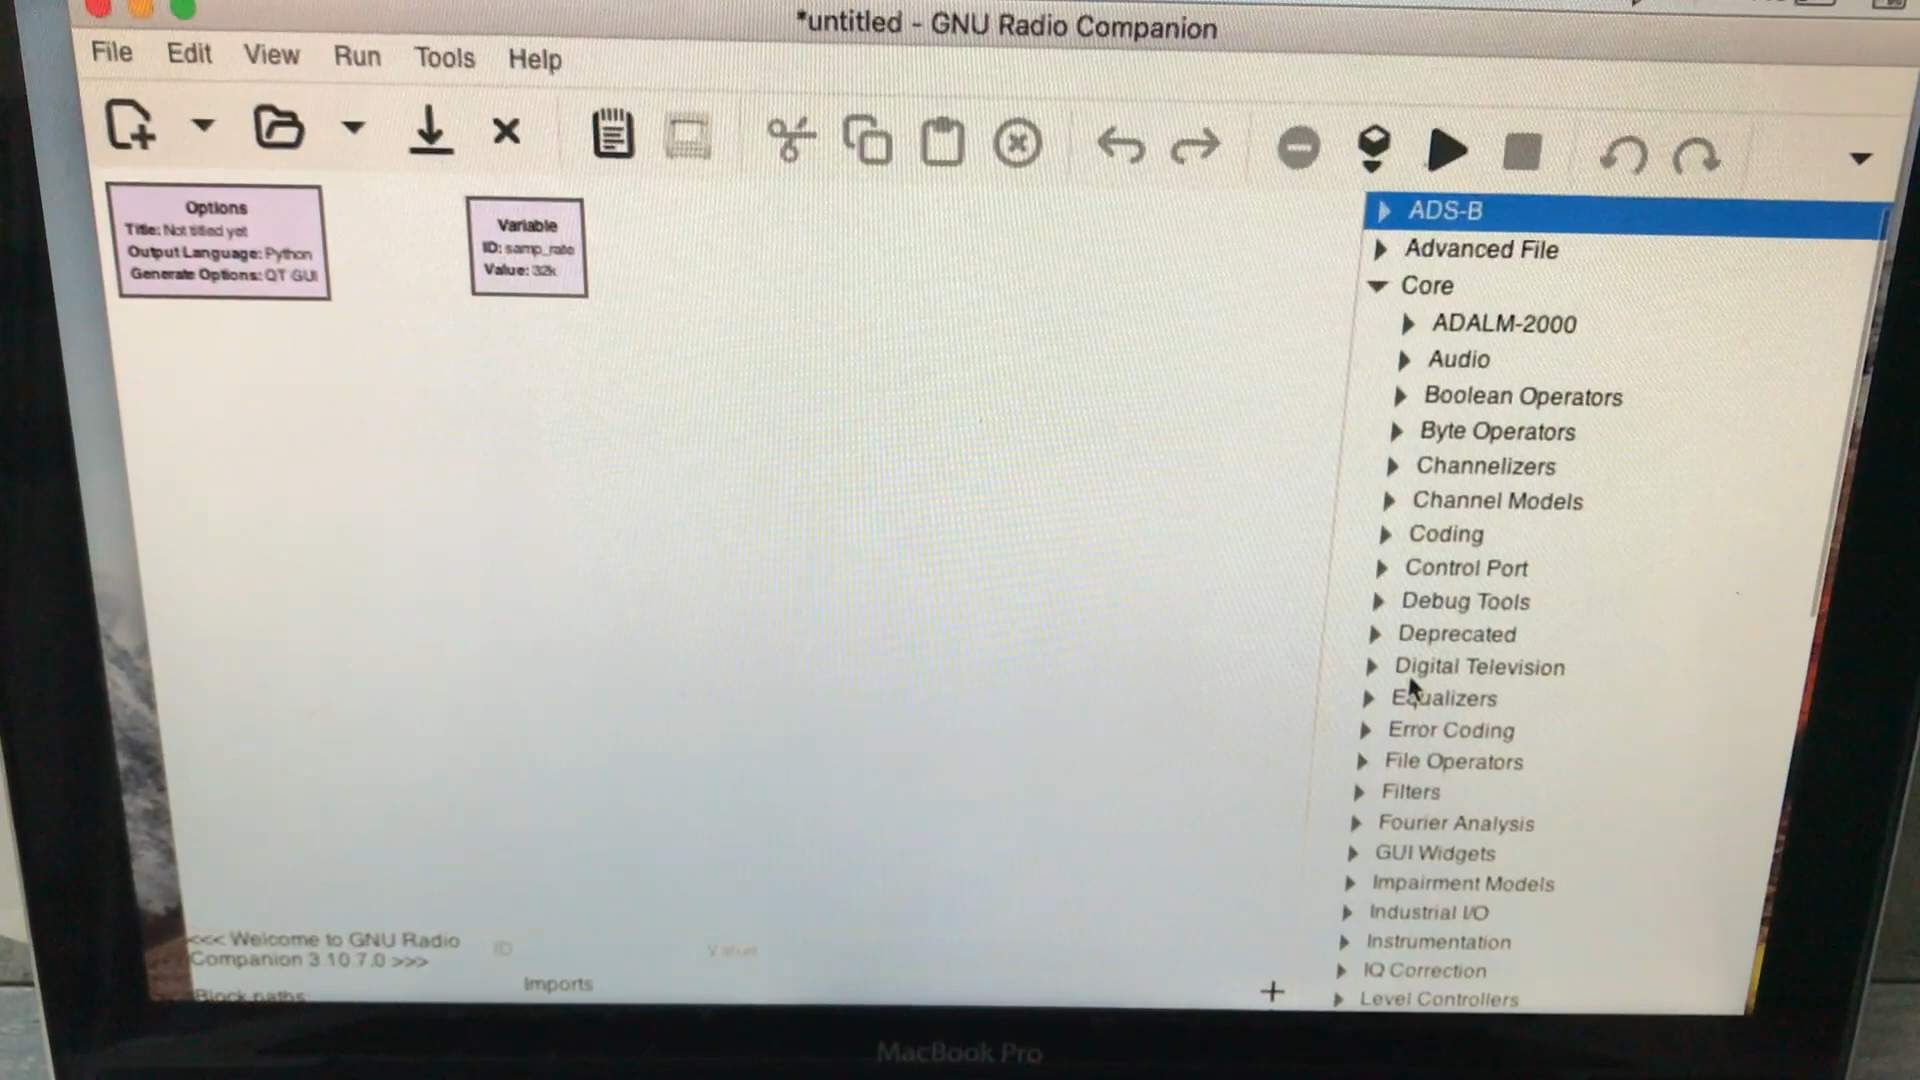 *untitled - GNU Radio Companion
File Edit View Run Tools Help
Options
Title: Not titled yet
Output Language: Python
Generate Options: QT GUI
Variable
ID: samp_rate
Value: 32k
ADS-B
Advanced File
Core
ADALM-2000
Audio
Boolean Operators
Byte Operators
Channelizers
Channel Models
Coding
Control Port
Debug Tools
Deprecated
Digital Television
Equalizers
Error Coding
File Operators
Filters
Fourier Analysis
GUI Widgets
Impairment Models
Industrial I/O
Instrumentation
IQ Correction
Level Controllers
<<< Welcome to GNU Radio
Companion 3.10.7.0 >>>
Block paths:
ID Value
Imports
MacBook Pro